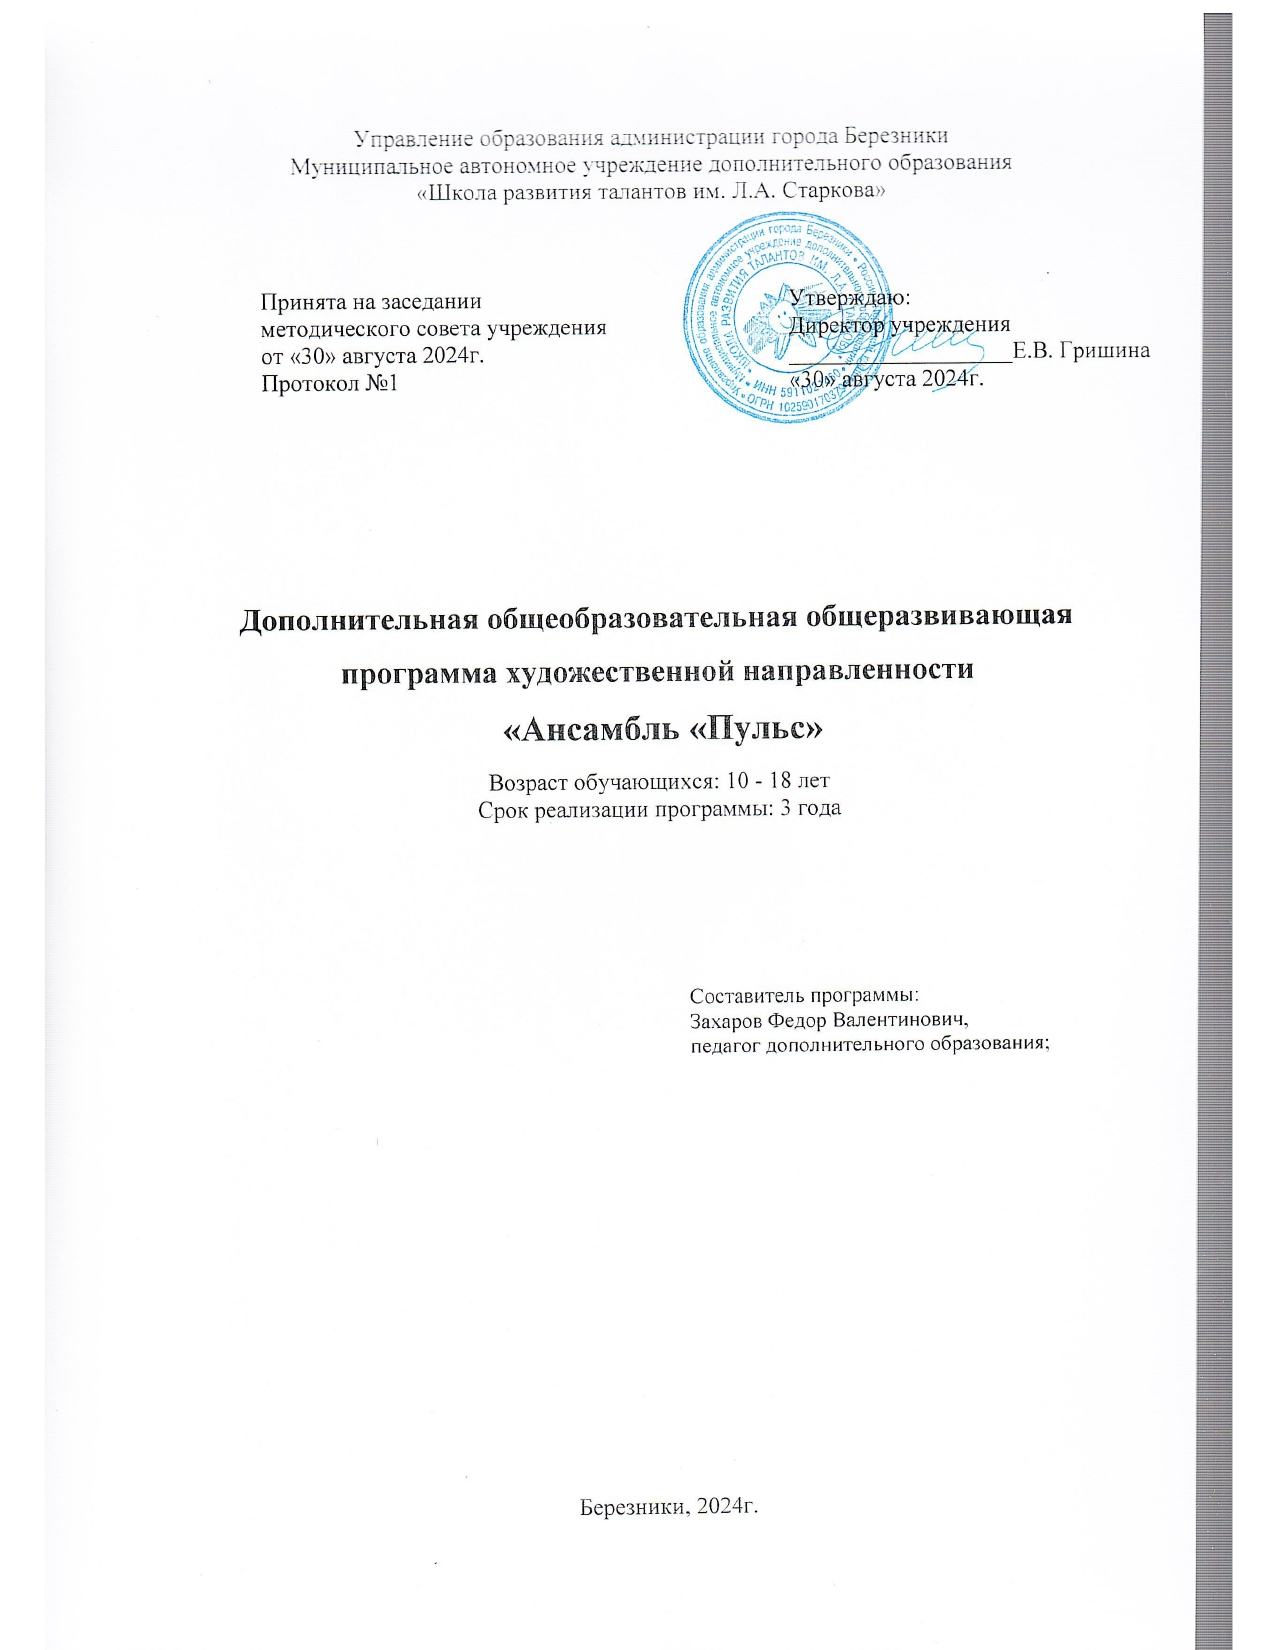 Управление образования администрации города Березники
Муниципальное автономное учреждение дополнительного образования
«Школа развития талантов им. Л.А. Старкова»
Принята на заседании
методического совета учреждения
от «30» августа 2024г.
Протокол №1
Утверждаю:
Директор учреждения
Е.В. Гришина
«30» августа 2024г.
Дополнительная общеобразовательная общеразвивающая
программа художественной направленности
«Ансамбль «Пульс»
Возраст обучающихся: 10 - 18 лет
Срок реализации программы: 3 года
Составитель программы:
Захаров Федор Валентинович,
педагог дополнительного образования;
Березники, 2024г.